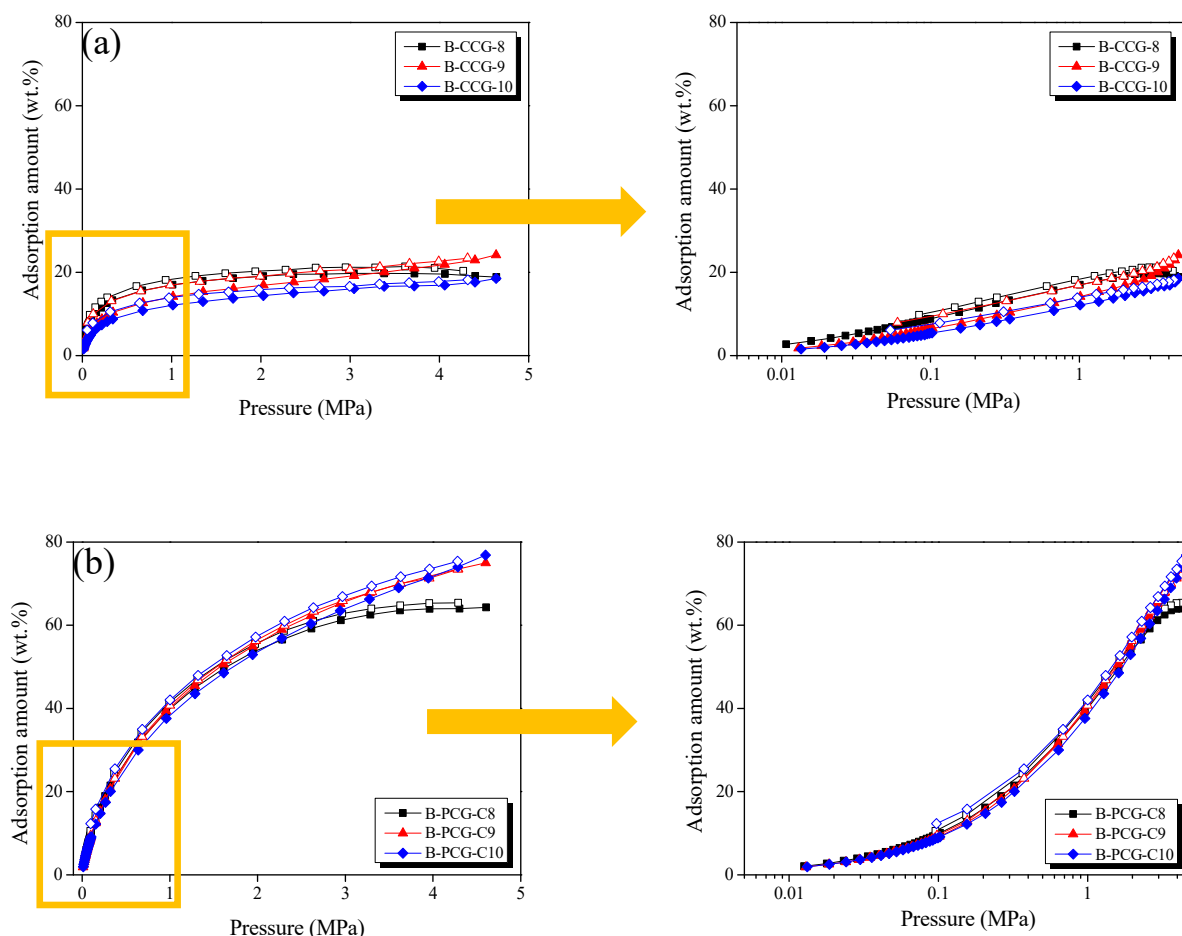 (a)
B-CCG-8
B-CCG-9
B-CCG-10
80
60
40
20
0
0 1 2 3 4 5
Adsorption amount (wt.%)
Pressure (MPa)
B-CCG-8
B-CCG-9
B-CCG-10
80
60
40
20
0
0.01 0.1 1
Adsorption amount (wt.%)
Pressure (MPa)
(b)
80
60
40
20
0
0 1 2 3 4 5
Adsorption amount (wt.%)
B-PCG-C8
B-PCG-C9
B-PCG-C10
Pressure (MPa)
80
60
40
20
0
0.01 0.1 1
Adsorption amount (wt.%)
B-PCG-C8
B-PCG-C9
B-PCG-C10
Pressure (MPa)